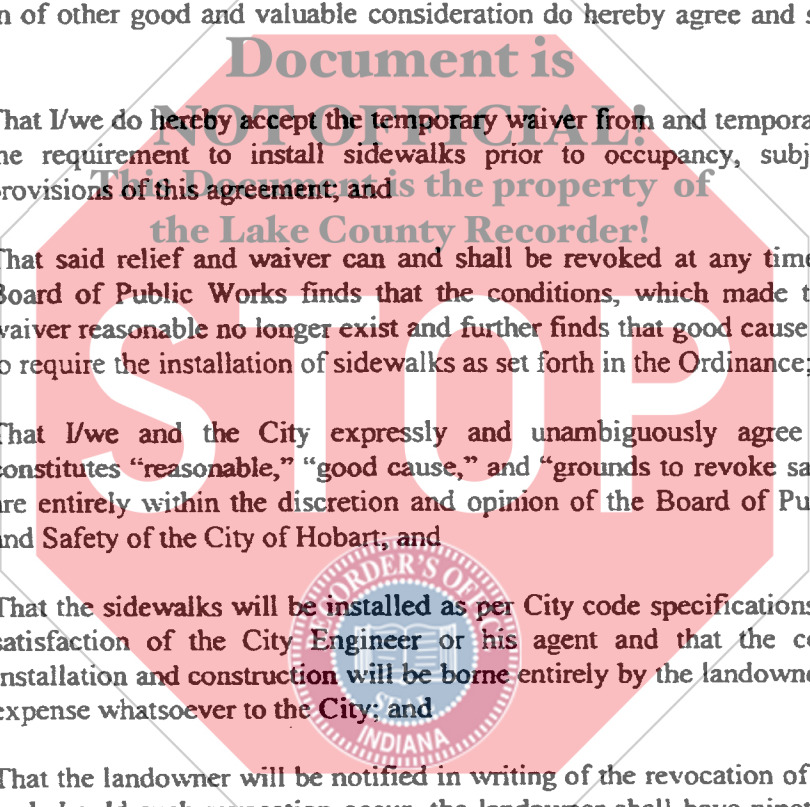 n of other good and valuable consideration do hereby agree and s
Document is
NOT OFFICIAL!
That I/we do hereby accept the temporary waiver from and tempora
he requirement to install sidewalks prior to occupancy, subj
This Document is the property of
provisions of this agreement; and
the Lake County Recorder!
That said relief and waiver can and shall be revoked at any time
Board of Public Works finds that the conditions, which made t
waiver reasonable no longer exist and further finds that good cause
o require the installation of sidewalks as set forth in the Ordinance;
STOP
That I/we and the City expressly and unambiguously agree
constitutes “reasonable,” “good cause,” and “grounds to revoke sa
are entirely within the discretion and opinion of the Board of Pu
and Safety of the City of Hobart; and
RECORDER'S OF
That the sidewalks will be installed as per City code specifications
satisfaction of the City Engineer or his agent and that the co
installation and construction will be borne entirely by the landowne
expense whatsoever to the City; and
SEAL
INDIANA
That the landowner will be notified in writing of the revocation of